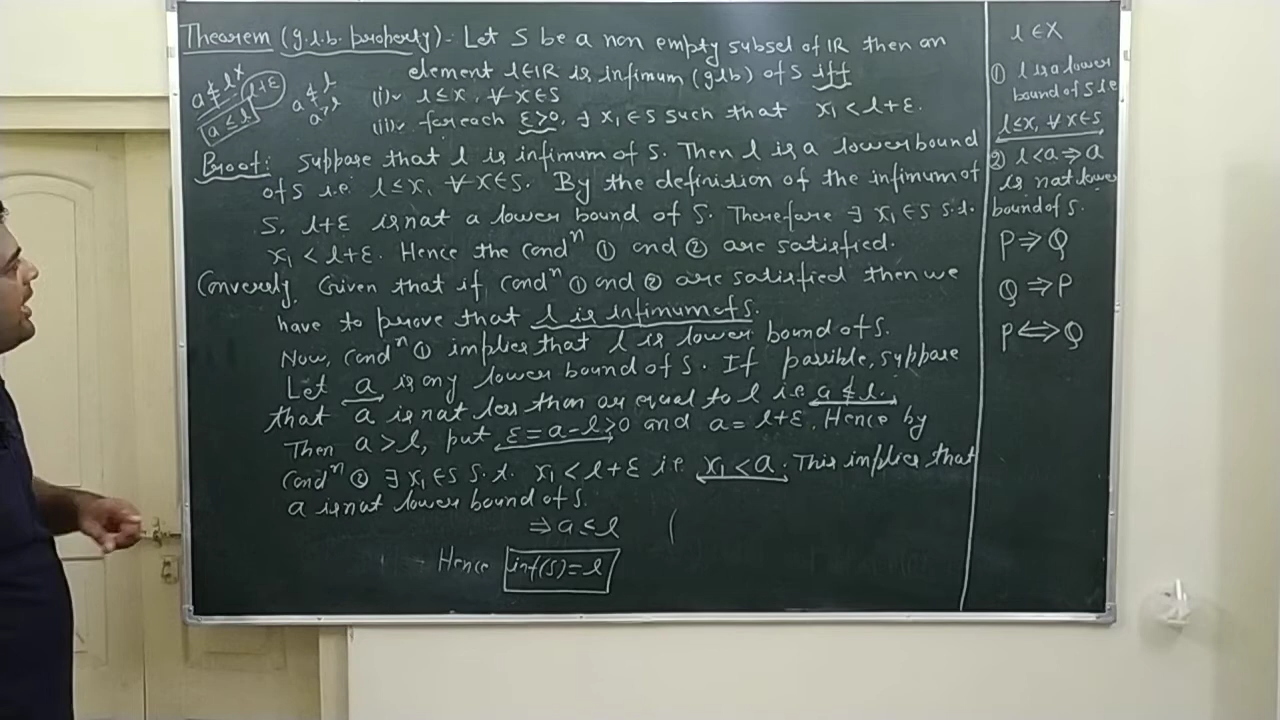 Theorem (g.l.b. property):- Let S be a non empty subset of IR then an
element l∈IR is infimum (glb) of S iff
(i) l≤x, ∀ x∈S
(ii) for each ε>0, ∃ x₁∈S such that x₁<l+ε.
a≰l x l+ε
a≤l
a≰l
a>l
Proof: Suppose that l is infimum of S. Then l is a lower bound
of S i.e. l≤x, ∀ x∈S. By the definition of the infimum of
S, l+ε is not a lower bound of S. Therefore ∃ x₁∈S s.t.
x₁<l+ε. Hence the condⁿ ① and ② are satisfied.
Conversely, Given that if condⁿ ① and ② are satisfied then we
have to prove that l is infimum of S.
Now, condⁿ ① implies that l is lower bound of S.
Let a is any lower bound of S. If possible, suppose
that a is not less than or equal to l i.e. a≰l.
Then a>l, put ε=a-l>0 and a=l+ε. Hence by
condⁿ ② ∃ x₁∈S s.t. x₁<l+ε i.e. x₁<a. This implies that
a is not lower bound of S.
⇒ a≤l (
Hence inf(S)=l
l∈X
① l is a lower
bound of S i.e
l≤x, ∀ x∈S
② l<a ⇒ a
is not lower
bound of S.
P⇒Q
Q⇒P
P⟺Q